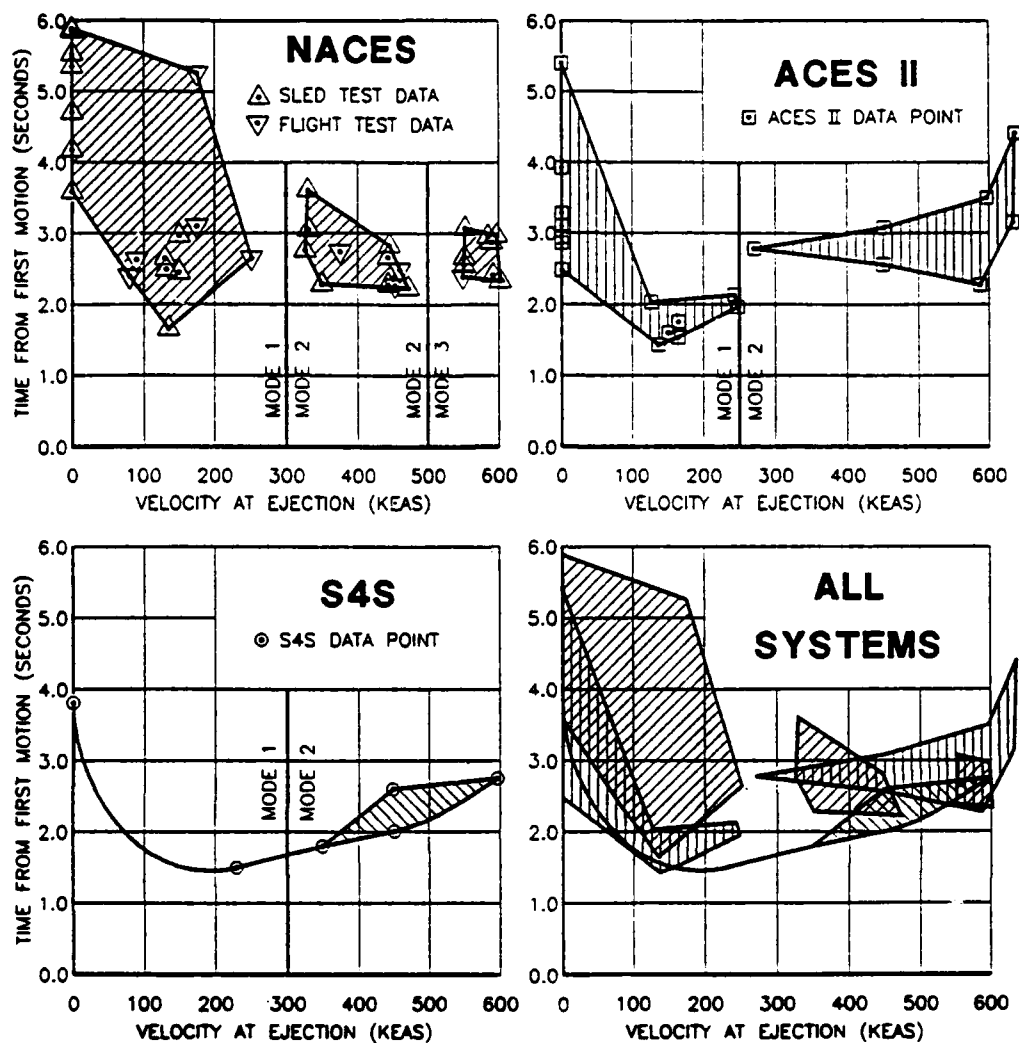 NACES
SLED TEST DATA
FLIGHT TEST DATA
TIME FROM FIRST MOTION (SECONDS)
6.0
5.0
4.0
3.0
2.0
1.0
0.0
MODE 1
MODE 2
MODE 2
MODE 3
0 100 200 300 400 500 600
VELOCITY AT EJECTION (KEAS)
ACES II
ACES II DATA POINT
6.0
5.0
4.0
3.0
2.0
1.0
0.0
MODE 1
MODE 2
0 100 200 300 400 500 600
VELOCITY AT EJECTION (KEAS)
S4S
S4S DATA POINT
TIME FROM FIRST MOTION (SECONDS)
6.0
5.0
4.0
3.0
2.0
1.0
0.0
MODE 1
MODE 2
0 100 200 300 400 500 600
VELOCITY AT EJECTION (KEAS)
ALL
SYSTEMS
6.0
5.0
4.0
3.0
2.0
1.0
0.0
0 100 200 300 400 500 600
VELOCITY AT EJECTION (KEAS)